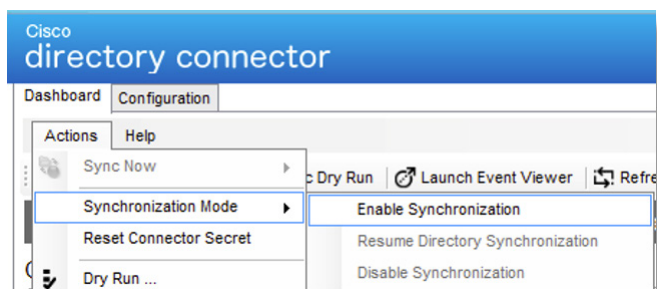 Cisco
directory connector
Dashboard Configuration
Actions Help
Sync Now
Dry Run Launch Event Viewer
Synchronization Mode Enable Synchronization
Reset Connector Secret Resume Directory Synchronization
Dry Run ... Disable Synchronization